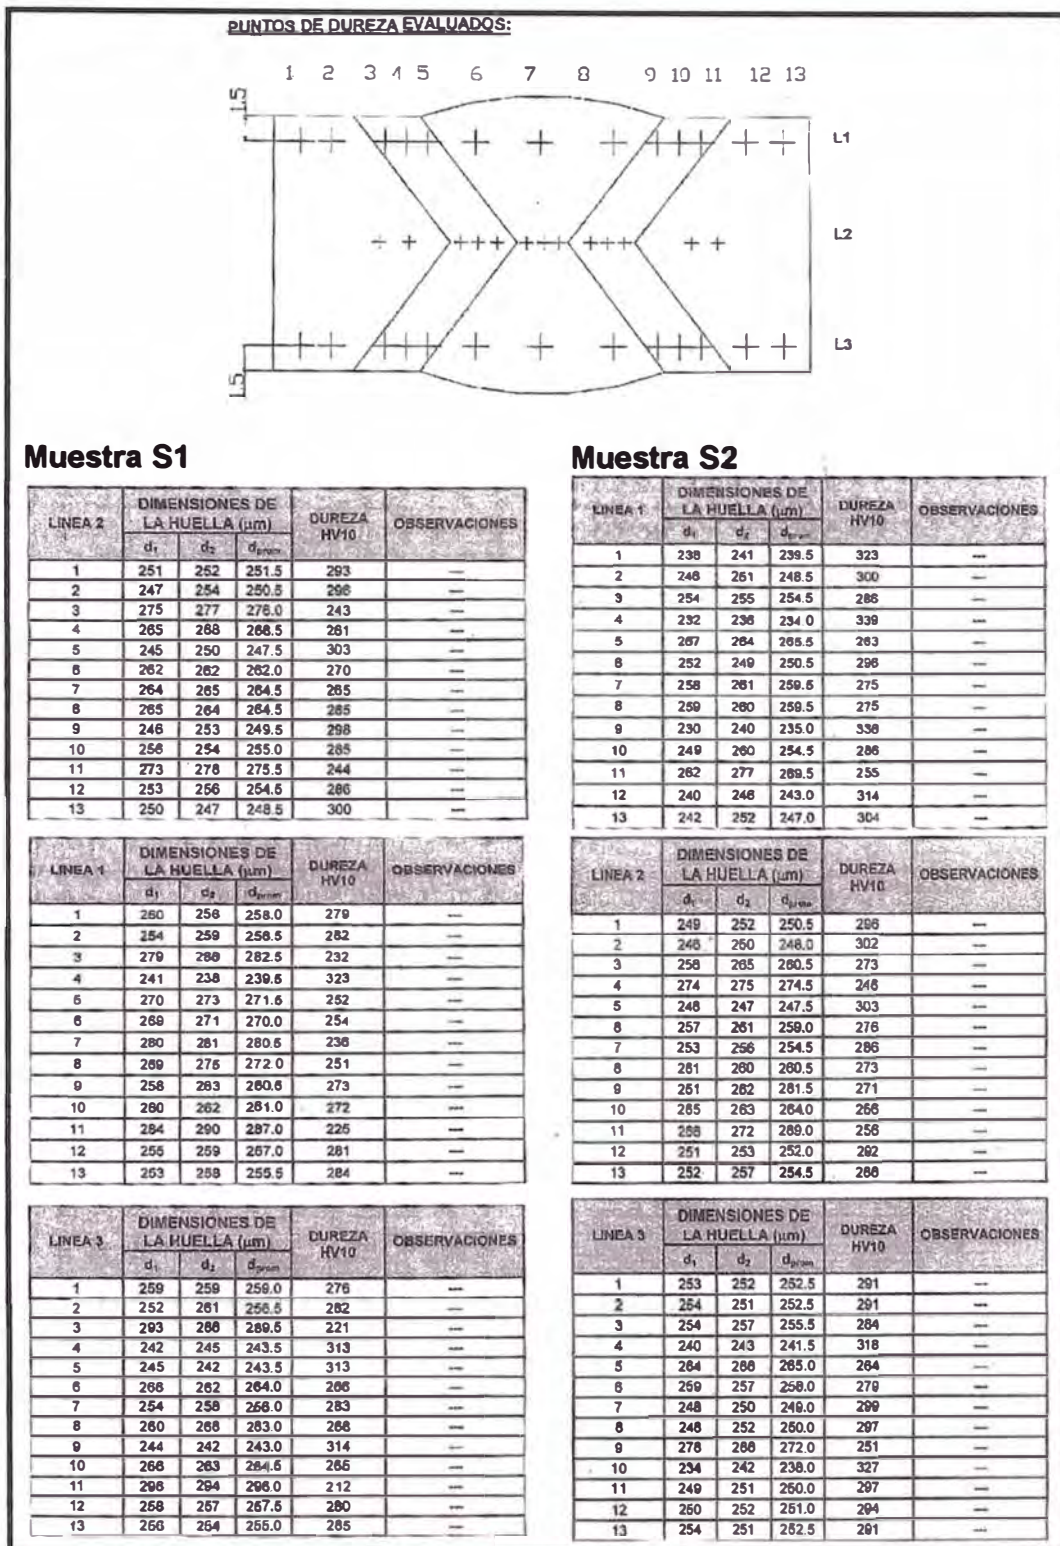 PUNTOS DE DUREZA EVALUADOS:
1 2 3 4 5 6 7 8 9 10 11 12 13
1.5
L1
L2
L3
1.5
Muestra S1
LINEA 2 DIMENSIONES DE LA HUELLA (µm) DUREZA HV10 OBSERVACIONES
d1 d2 dprom
1 251 252 251.5 293 —
2 247 254 250.5 296 —
3 275 277 276.0 243 —
4 265 268 266.5 261 —
5 245 250 247.5 303 —
6 262 262 262.0 270 —
7 264 265 264.5 265 —
8 265 264 264.5 265 —
9 246 253 249.5 298 —
10 256 254 255.0 285 —
11 273 278 275.5 244 —
12 253 256 254.5 286 —
13 250 247 248.5 300 —
LINEA 1 DIMENSIONES DE LA HUELLA (µm) DUREZA HV10 OBSERVACIONES
d1 d2 dprom
1 260 256 258.0 279 —
2 254 259 256.5 282 —
3 279 286 282.5 232 —
4 241 238 239.5 323 —
5 270 273 271.5 252 —
6 269 271 270.0 254 —
7 280 281 280.5 236 —
8 269 275 272.0 251 —
9 258 263 260.5 273 —
10 260 262 261.0 272 —
11 284 290 287.0 225 —
12 255 259 257.0 281 —
13 253 258 255.5 284 —
LINEA 3 DIMENSIONES DE LA HUELLA (µm) DUREZA HV10 OBSERVACIONES
d1 d2 dprom
1 259 259 259.0 276 —
2 252 261 256.5 282 —
3 293 286 289.5 221 —
4 242 245 243.5 313 —
5 245 242 243.5 313 —
6 266 262 264.0 266 —
7 254 258 256.0 283 —
8 260 266 263.0 268 —
9 244 242 243.0 314 —
10 266 263 264.5 265 —
11 298 294 296.0 212 —
12 258 257 257.5 280 —
13 256 254 255.0 285 —
Muestra S2
LINEA 1 DIMENSIONES DE LA HUELLA (µm) DUREZA HV10 OBSERVACIONES
d1 d2 dprom
1 238 241 239.5 323 —
2 246 251 248.5 300 —
3 254 255 254.5 286 —
4 232 236 234.0 339 —
5 267 264 265.5 263 —
6 252 249 250.5 296 —
7 258 261 259.5 275 —
8 259 260 259.5 275 —
9 230 240 235.0 336 —
10 249 260 254.5 286 —
11 262 277 269.5 255 —
12 240 246 243.0 314 —
13 242 252 247.0 304 —
LINEA 2 DIMENSIONES DE LA HUELLA (µm) DUREZA HV10 OBSERVACIONES
d1 d2 dprom
1 249 252 250.5 296 —
2 246 250 248.0 302 —
3 256 265 260.5 273 —
4 274 275 274.5 246 —
5 248 247 247.5 303 —
6 257 261 259.0 276 —
7 253 256 254.5 286 —
8 261 260 260.5 273 —
9 261 262 261.5 271 —
10 265 263 264.0 266 —
11 266 272 269.0 256 —
12 251 253 252.0 292 —
13 252 257 254.5 286 —
LINEA 3 DIMENSIONES DE LA HUELLA (µm) DUREZA HV10 OBSERVACIONES
d1 d2 dprom
1 253 252 252.5 291 —
2 254 251 252.5 291 —
3 254 257 255.5 284 —
4 240 243 241.5 318 —
5 264 266 265.0 264 —
6 259 257 258.0 279 —
7 248 250 249.0 299 —
8 248 252 250.0 297 —
9 278 266 272.0 251 —
10 234 242 238.0 327 —
11 249 251 250.0 297 —
12 250 252 251.0 294 —
13 254 251 252.5 291 —